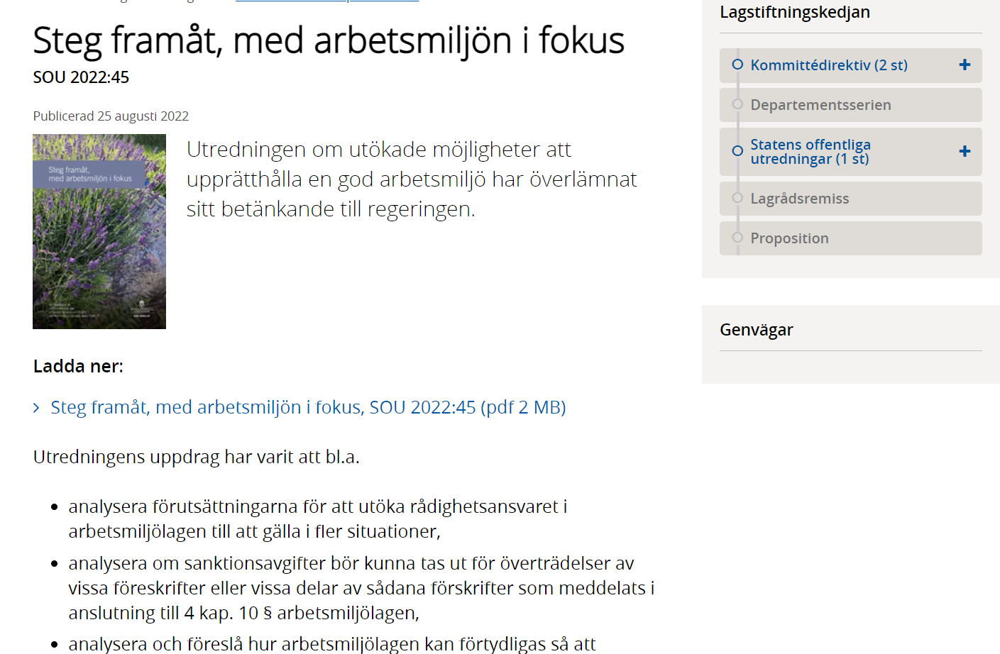 Steg framåt, med arbetsmiljön i fokus
SOU 2022:45
Publicerad 25 augusti 2022
Steg framåt,
med arbetsmiljön i fokus
Utredningen om utökade möjligheter att
upprätthålla en god arbetsmiljö har överlämnat
sitt betänkande till regeringen.
Ladda ner:
Steg framåt, med arbetsmiljön i fokus, SOU 2022:45 (pdf 2 MB)
Utredningens uppdrag har varit att bl.a.
analysera förutsättningarna för att utöka rådighetsansvaret i
arbetsmiljölagen till att gälla i fler situationer,
analysera om sanktionsavgifter bör kunna tas ut för överträdelser av
vissa föreskrifter eller vissa delar av sådana förskrifter som meddelats i
anslutning till 4 kap. 10 § arbetsmiljölagen,
analysera och föreslå hur arbetsmiljölagen kan förtydligas så att
Lagstiftningskedjan
Kommittédirektiv (2 st)
Departementsserien
Statens offentliga
utredningar (1 st)
Lagrådsremiss
Proposition
Genvägar